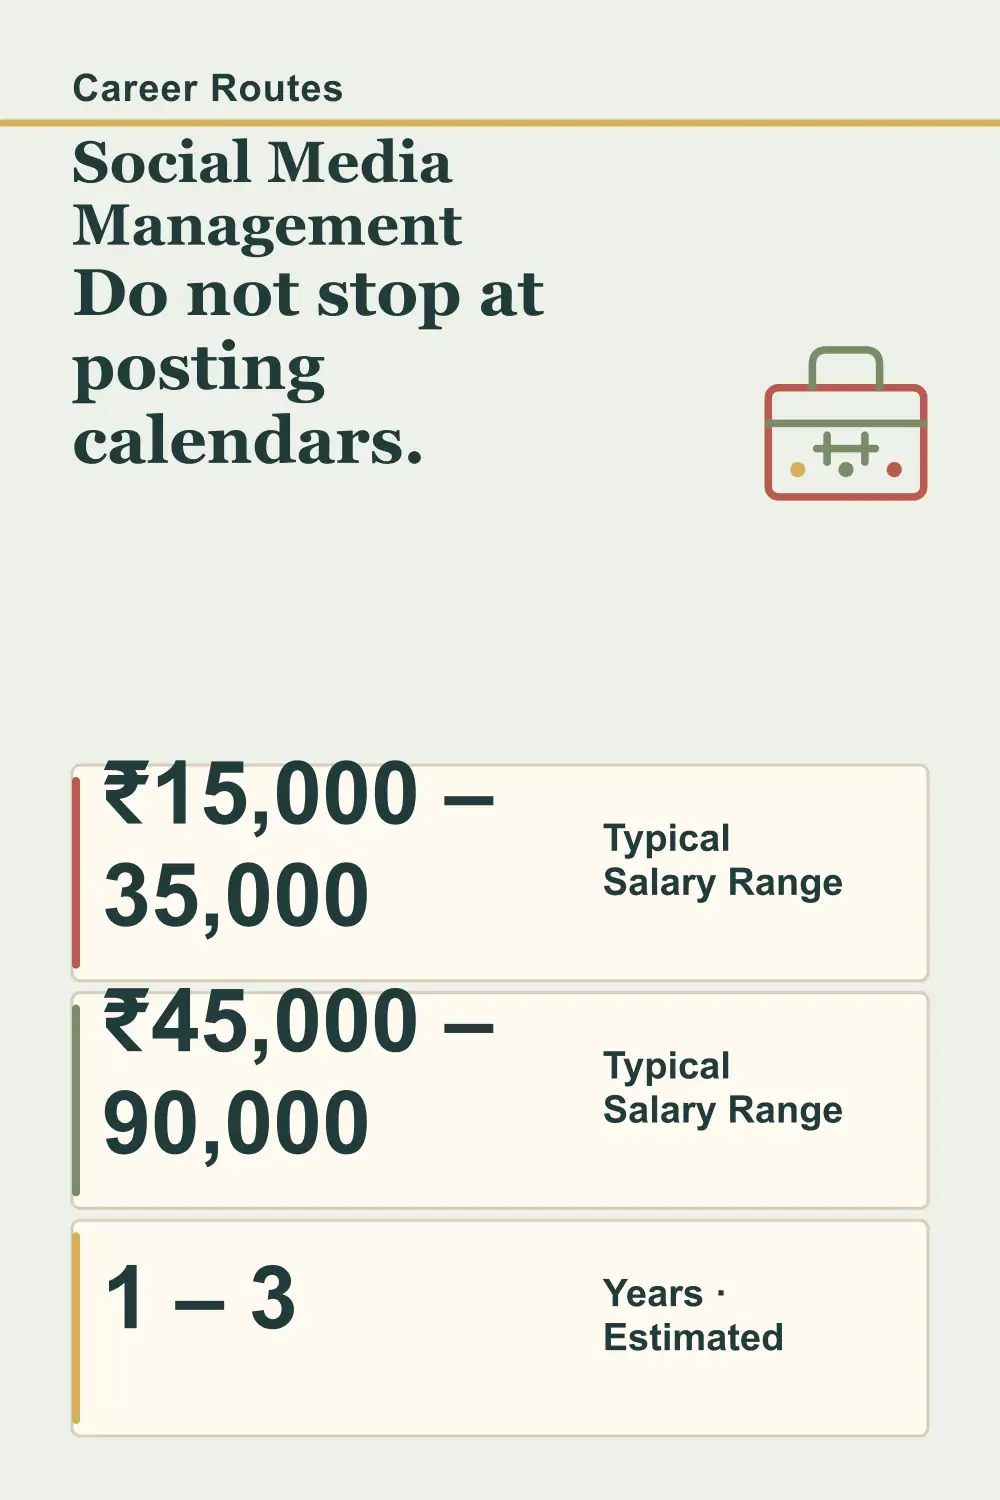 Career Routes
Social Media
Management
Do not stop at
posting
calendars.
₹15,000 –
35,000
Typical
Salary Range
₹45,000 –
90,000
Typical
Salary Range
1 – 3
Years ·
Estimated